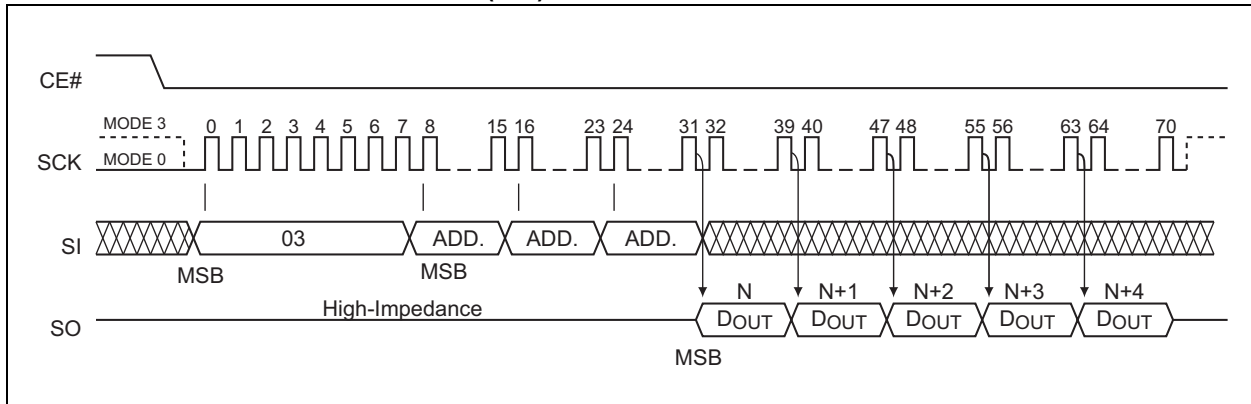 CE#
MODE 3
0 1 2 3 4 5 6 7 8 15 16 23 24 31 32 39 40 47 48 55 56 63 64 70
SCK
MODE 0
SI
03 ADD. ADD. ADD.
MSB MSB
N N+1 N+2 N+3 N+4
High-Impedance
SO
DOUT DOUT DOUT DOUT DOUT
MSB